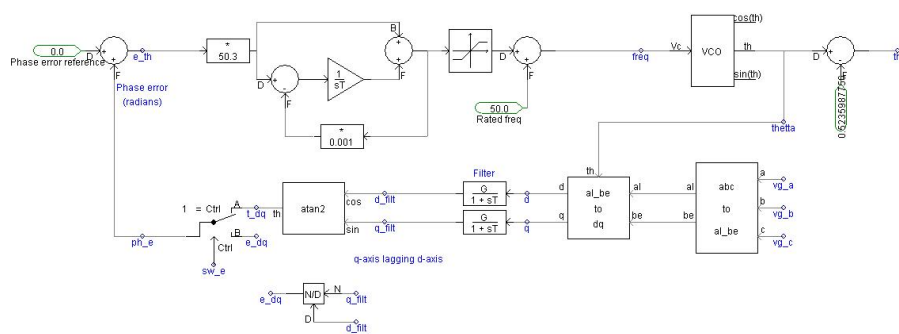 0.0
D
+
+
F
e_th
Phase error reference
Phase error
(radians)
*
50.3
D
+
-
F
1
sT
B
+
+
F
*
0.001
D
+
+
F
50.0
Rated freq
freq
Vc
VCO
cos(th)
th
sin(th)
D
+
-
F
0.5235987756
th
thetta
th
al_be
to
dq
d
q
al
be
al
be
abc
to
al_be
a
b
c
vg_a
vg_b
vg_c
Filter
G
1 + sT
G
1 + sT
d
q
d_filt
q_filt
cos
sin
atan2
th
t_dq
A
B
e_dq
1 = Ctrl
Ctrl
ph_e
sw_e
q-axis lagging d-axis
e_dq
N/D
N
q_filt
D
d_filt